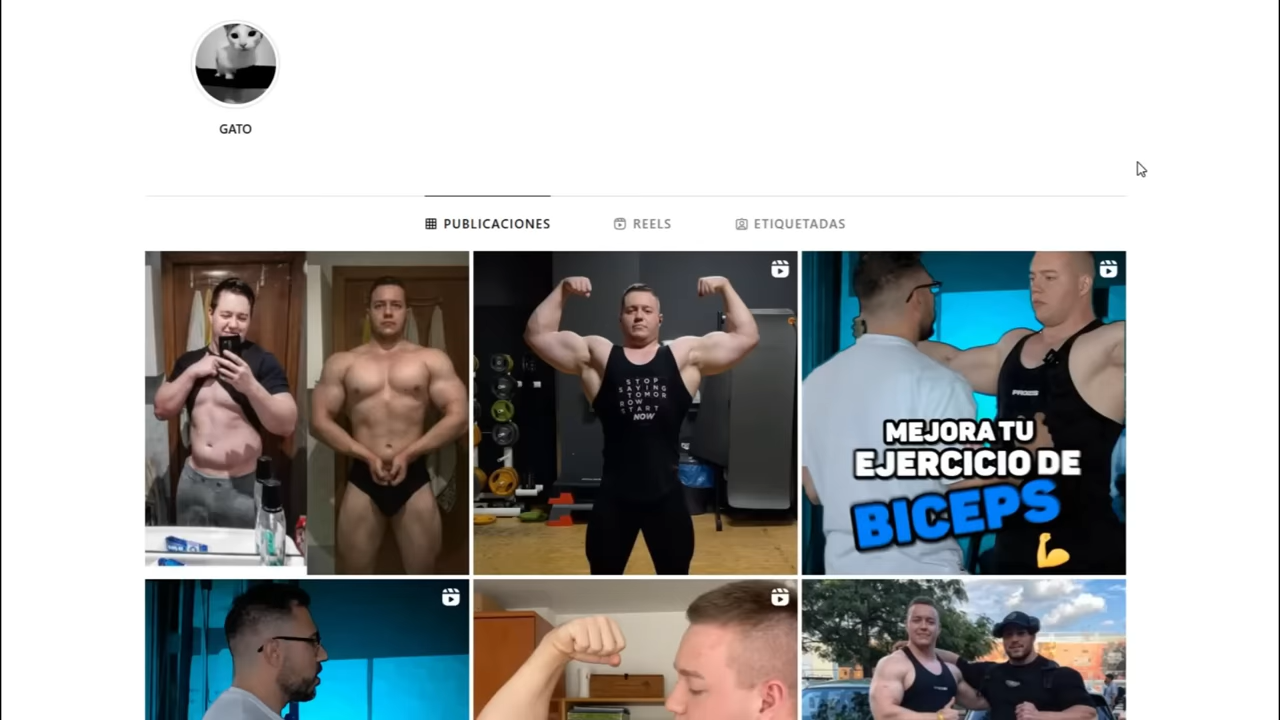 GATO
PUBLICACIONES
REELS
ETIQUETADAS
STOP
SAYING
TOMOR
ROW
START
NOW
MEJORA TU
EJERCICIO DE
BICEPS